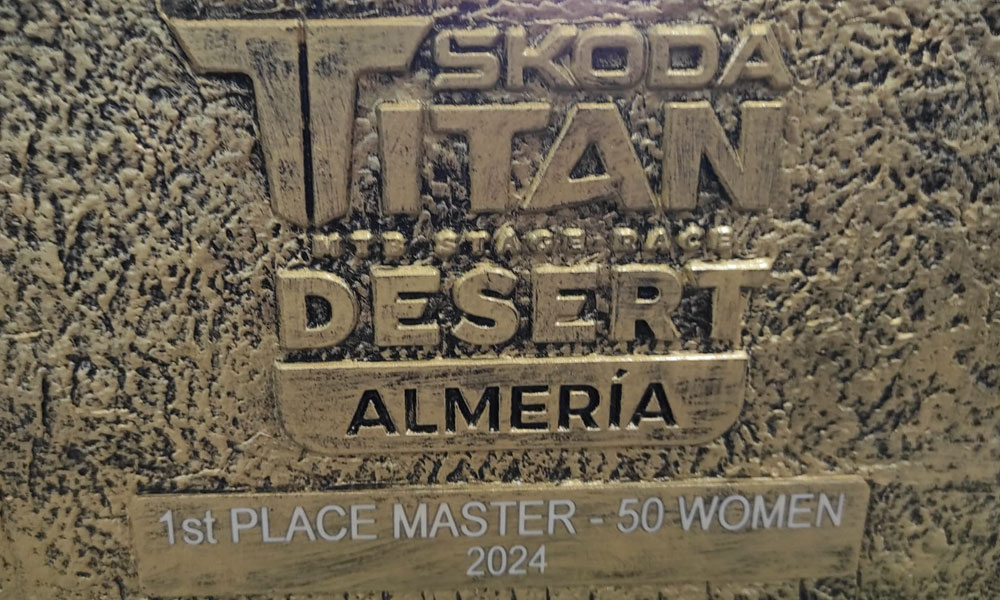 SKODA
TITAN
MTB STAGE RACE
DESERT
ALMERÍA
1st PLACE MASTER - 50 WOMEN
2024